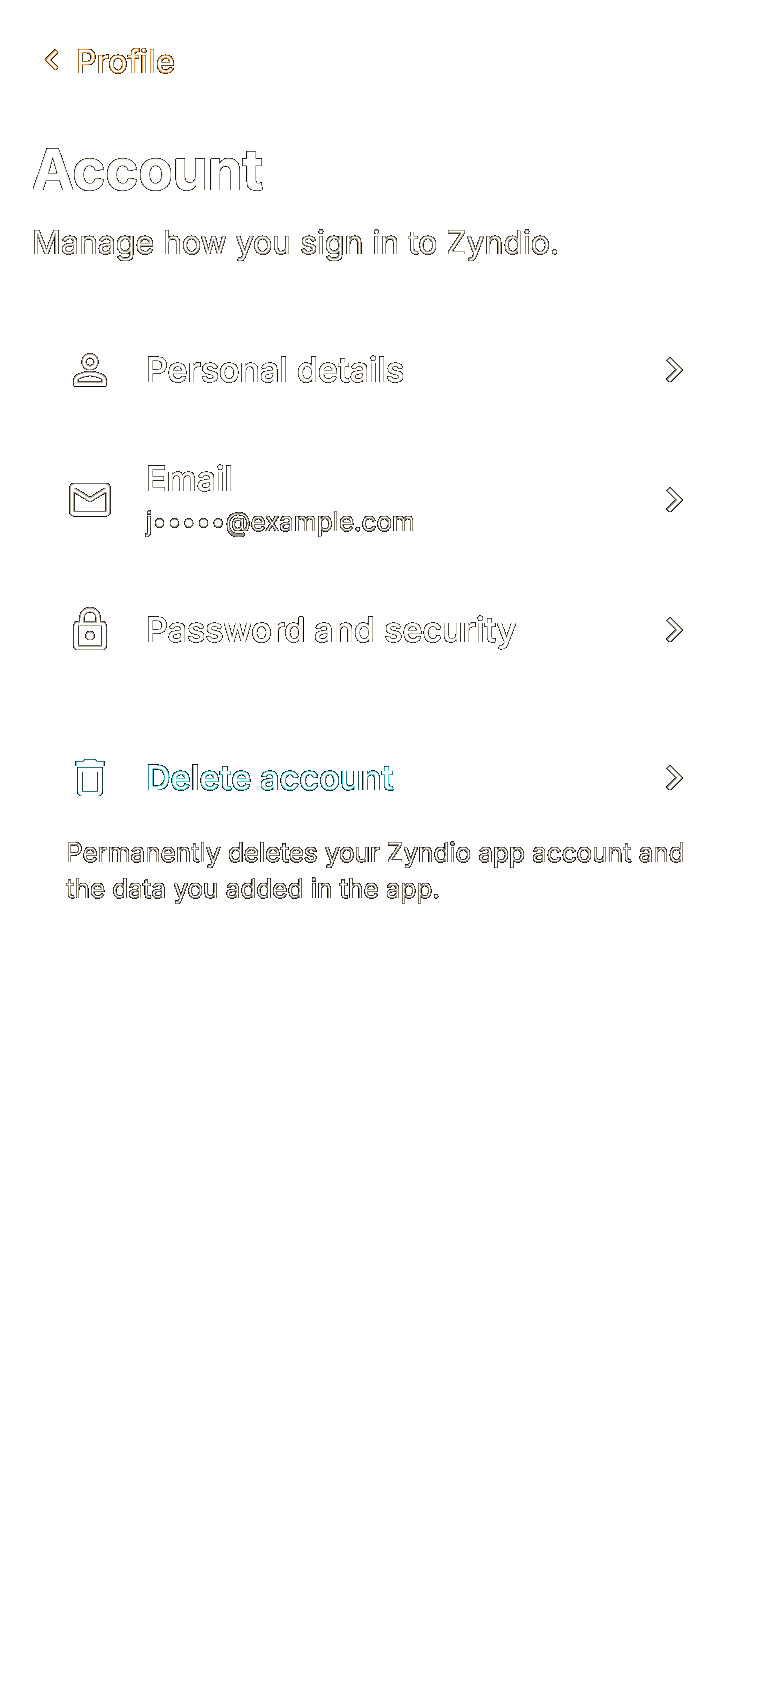 Profile
Account
Manage how you sign in to Zyndio.
Personal details
Email
j•••••@example.com
Password and security
Delete account
Permanently deletes your Zyndio app account and
the data you added in the app.